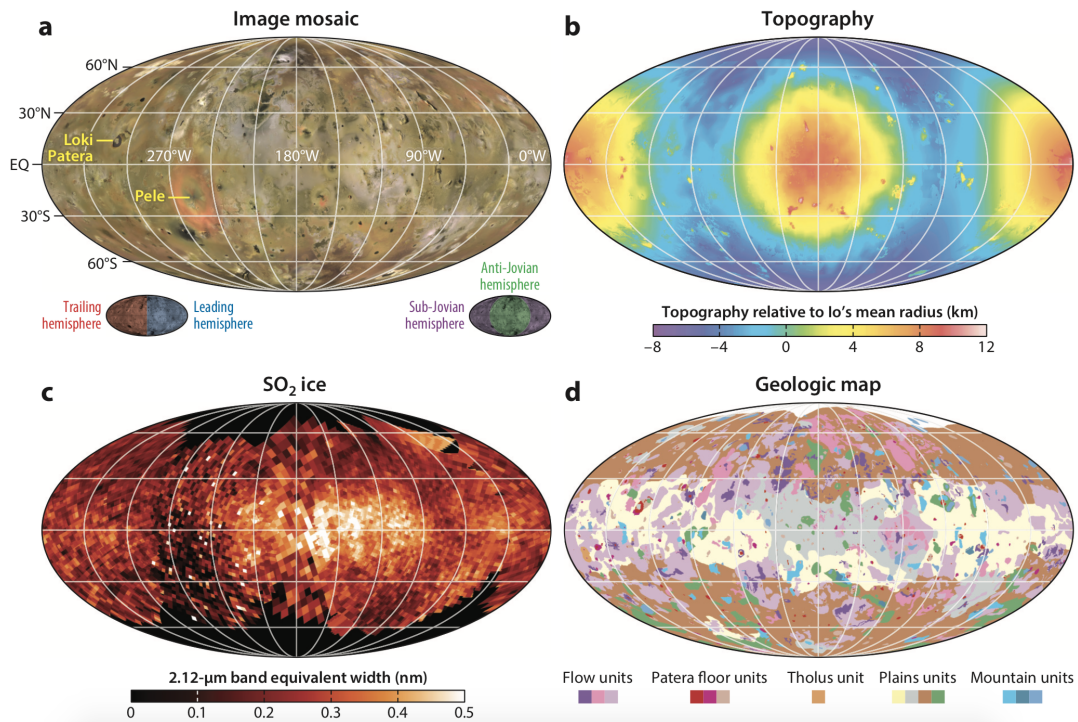 a
Image mosaic
60°N
30°N
Loki
Patera
EQ
270°W
180°W
90°W
0°W
Pele
30°S
60°S
Trailing
hemisphere
Leading
hemisphere
Anti-Jovian
hemisphere
Sub-Jovian
hemisphere
b
Topography
Topography relative to Io's mean radius (km)
–8 –4 0 4 8 12
c
SO₂ ice
2.12-μm band equivalent width (nm)
0 0.1 0.2 0.3 0.4 0.5
d
Geologic map
Flow units Patera floor units Tholus unit Plains units Mountain units